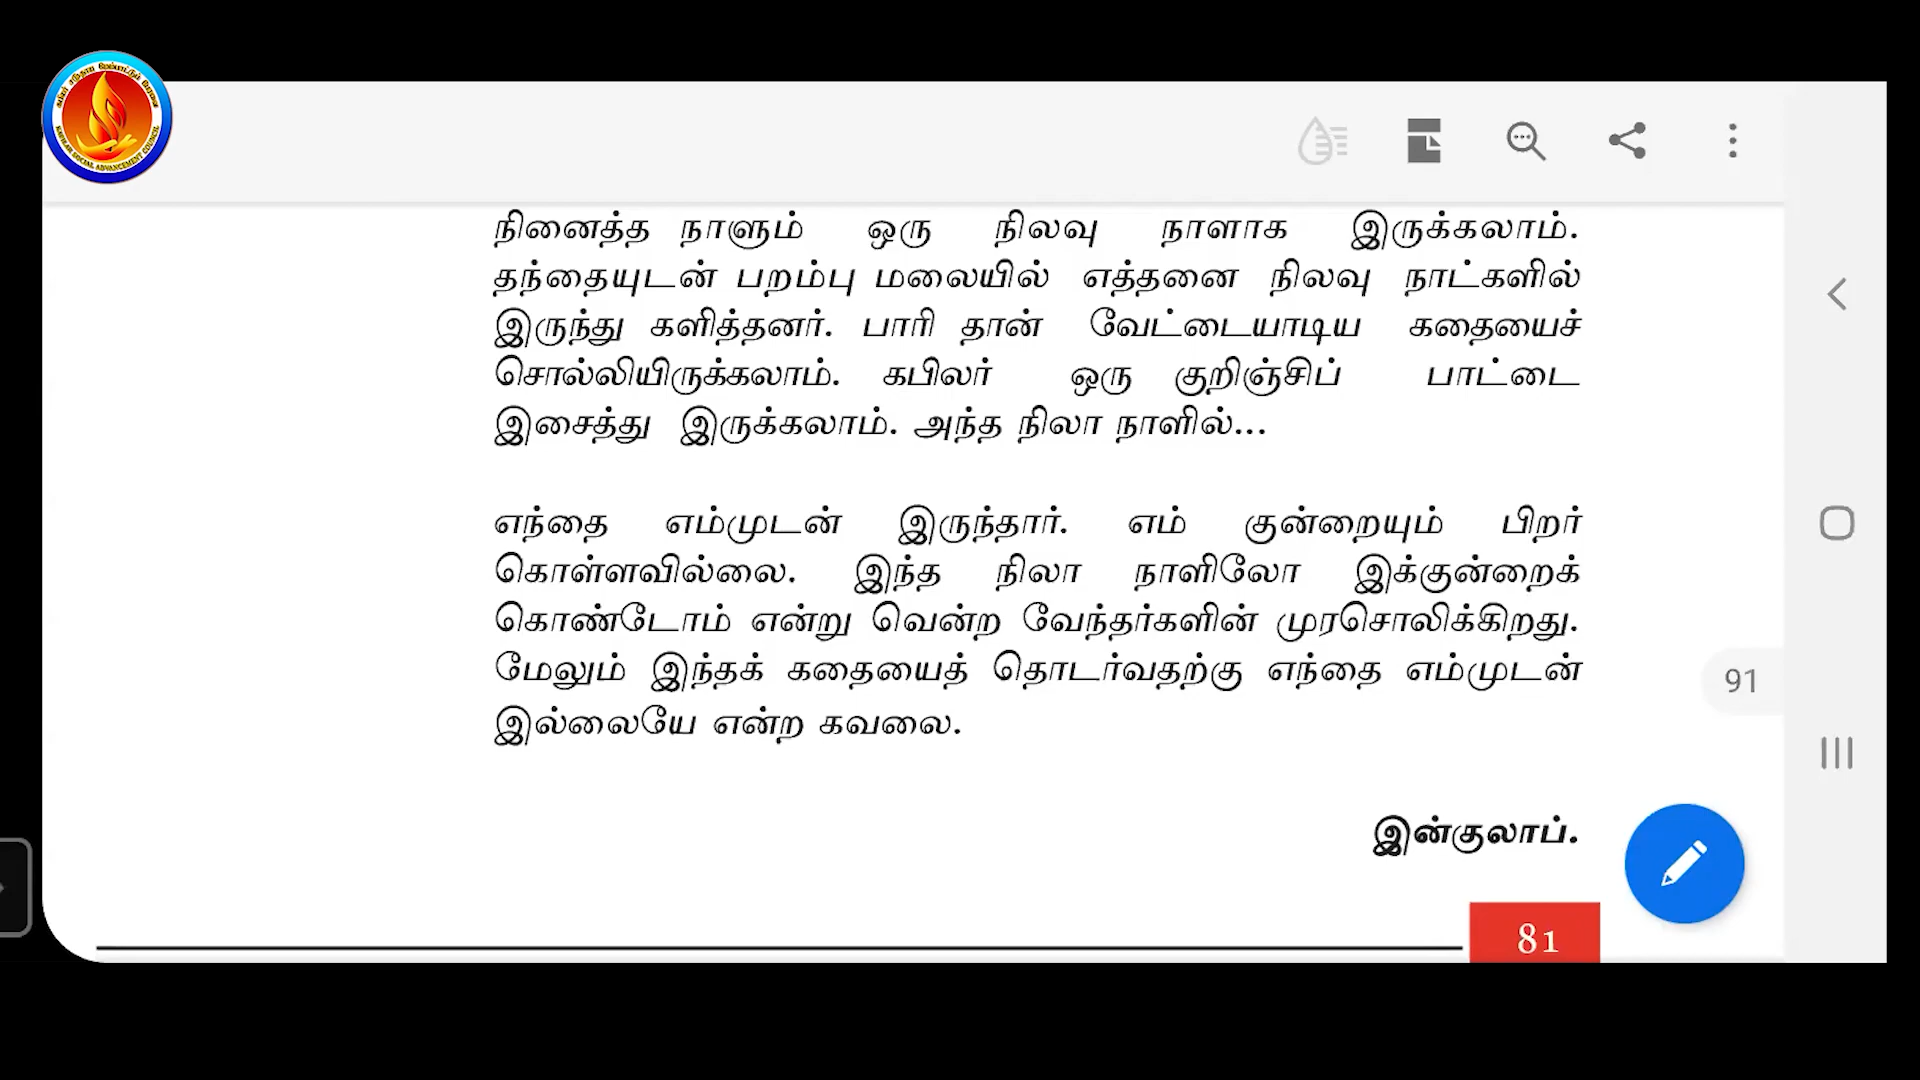 நினைத்த நாளும் ஒரு நிலவு நாளாக இருக்கலாம்.
தந்தையுடன் பறம்பு மலையில் எத்தனை நிலவு நாட்களில்
இருந்து களித்தனர். பாரி தான் வேட்டையாடிய கதையைச்
சொல்லியிருக்கலாம். கபிலர் ஒரு குறிஞ்சிப் பாட்டை
இசைத்து இருக்கலாம். அந்த நிலா நாளில்...
எந்தை எம்முடன் இருந்தார். எம் குன்றையும் பிறர்
கொள்ளவில்லை. இந்த நிலா நாளிலோ இக்குன்றைக்
கொண்டோம் என்று வென்ற வேந்தர்களின் முரசொலிக்கிறது.
மேலும் இந்தக் கதையைத் தொடர்வதற்கு எந்தை எம்முடன்
இல்லையே என்ற கவலை.
91
இன்குலாப்.
81